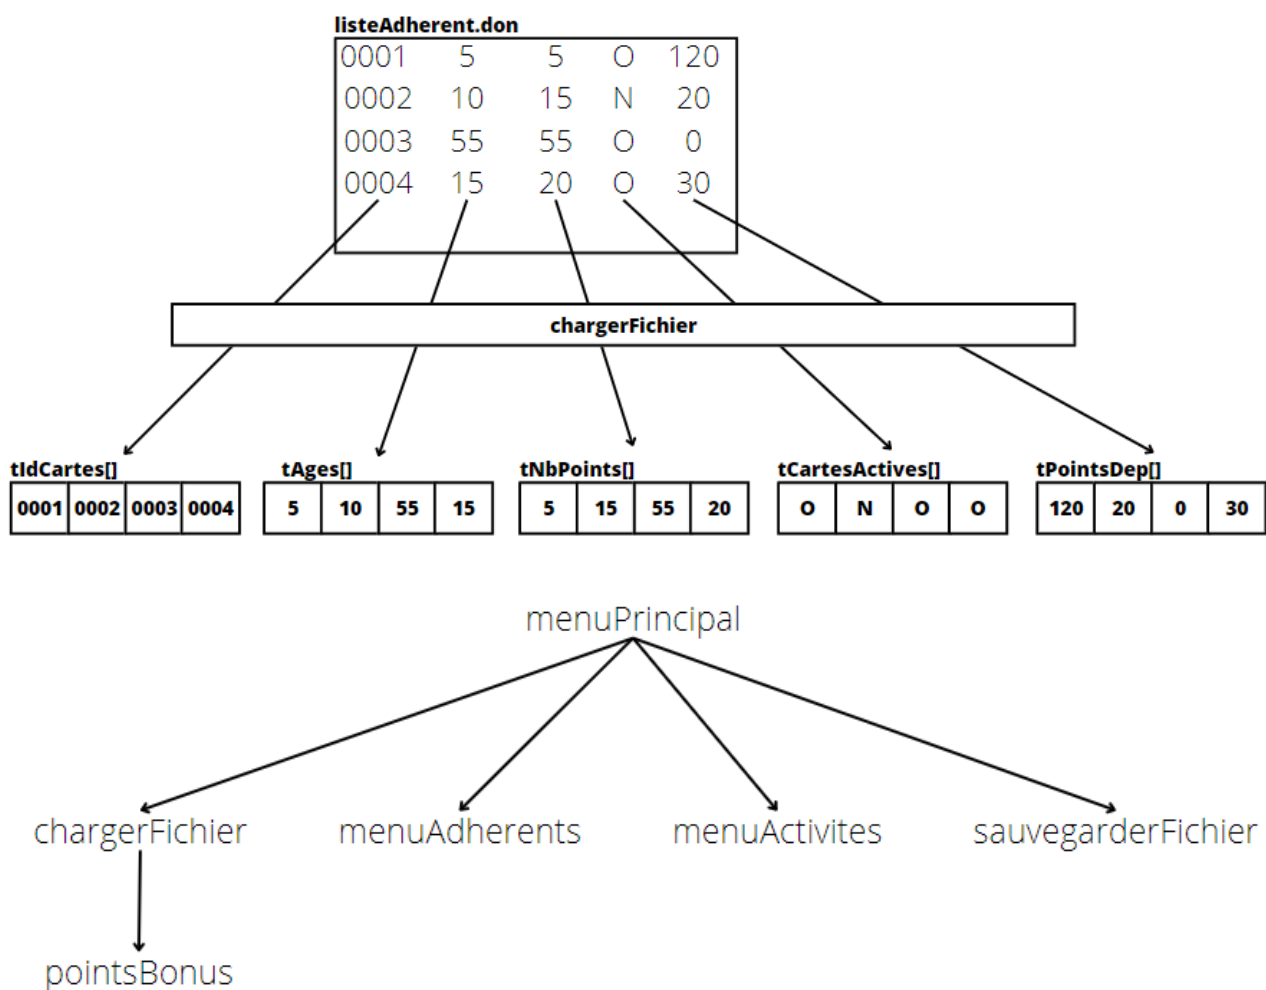 listeAdherent.don
0001 5 5 O 120
0002 10 15 N 20
0003 55 55 O 0
0004 15 20 O 30
chargerFichier
tIdCartes[] tAges[] tNbPoints[] tCartesActives[] tPointsDep[]
0001 0002 0003 0004 5 10 55 15 5 15 55 20 O N O O 120 20 0 30
menuPrincipal
chargerFichier menuAdherents menuActivites sauvegarderFichier
pointsBonus